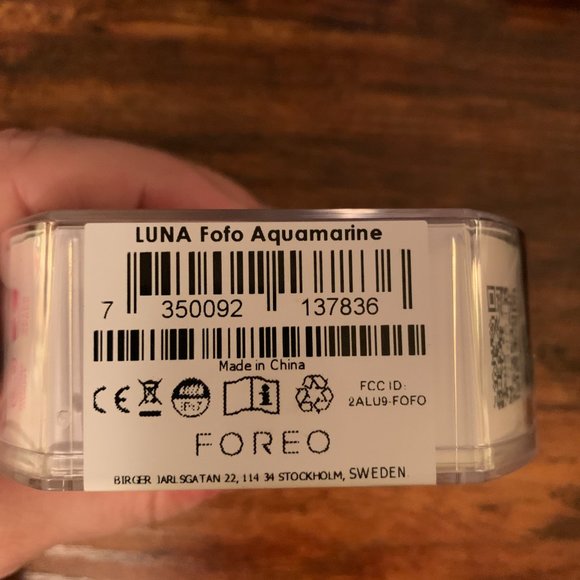 LUNA Fofo Aquamarine
7 350092 137836
Made in China
CE
FCC ID:
2ALU9-FOFO
FOREO
BIRGER JARLSGATAN 22, 114 34 STOCKHOLM, SWEDEN